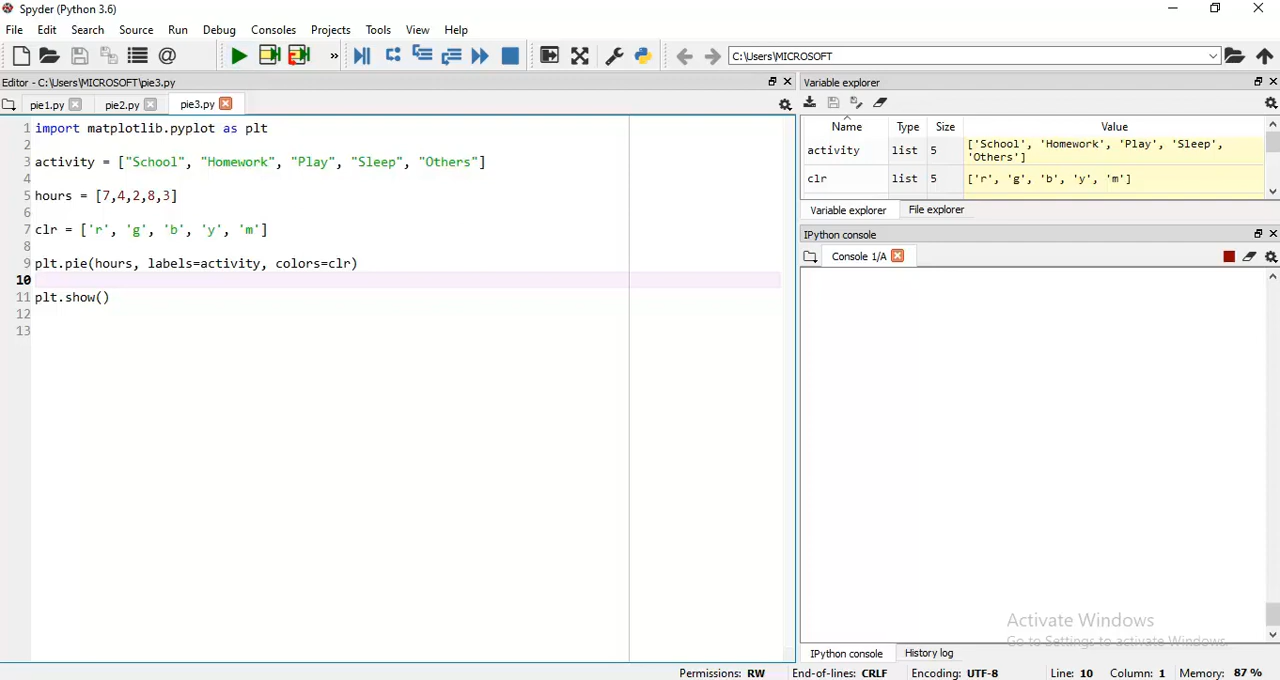 Spyder (Python 3.6)
File Edit Search Source Run Debug Consoles Projects Tools View Help
C:\Users\MICROSOFT
Editor - C:\Users\MICROSOFT\pie3.py
pie1.py pie2.py pie3.py
1 import matplotlib.pyplot as plt
2
3 activity = ["School", "Homework", "Play", "Sleep", "Others"]
4
5 hours = [7,4,2,8,3]
6
7 clr = ['r', 'g', 'b', 'y', 'm']
8
9 plt.pie(hours, labels=activity, colors=clr)
10
11 plt.show()
12
13
Variable explorer
Name Type Size Value
activity list 5 ['School', 'Homework', 'Play', 'Sleep',
'Others']
clr list 5 ['r', 'g', 'b', 'y', 'm']
Variable explorer File explorer
IPython console
Console 1/A
Activate Windows
Go to Settings to activate Windows.
IPython console History log
Permissions: RW End-of-lines: CRLF Encoding: UTF-8 Line: 10 Column: 1 Memory: 87 %